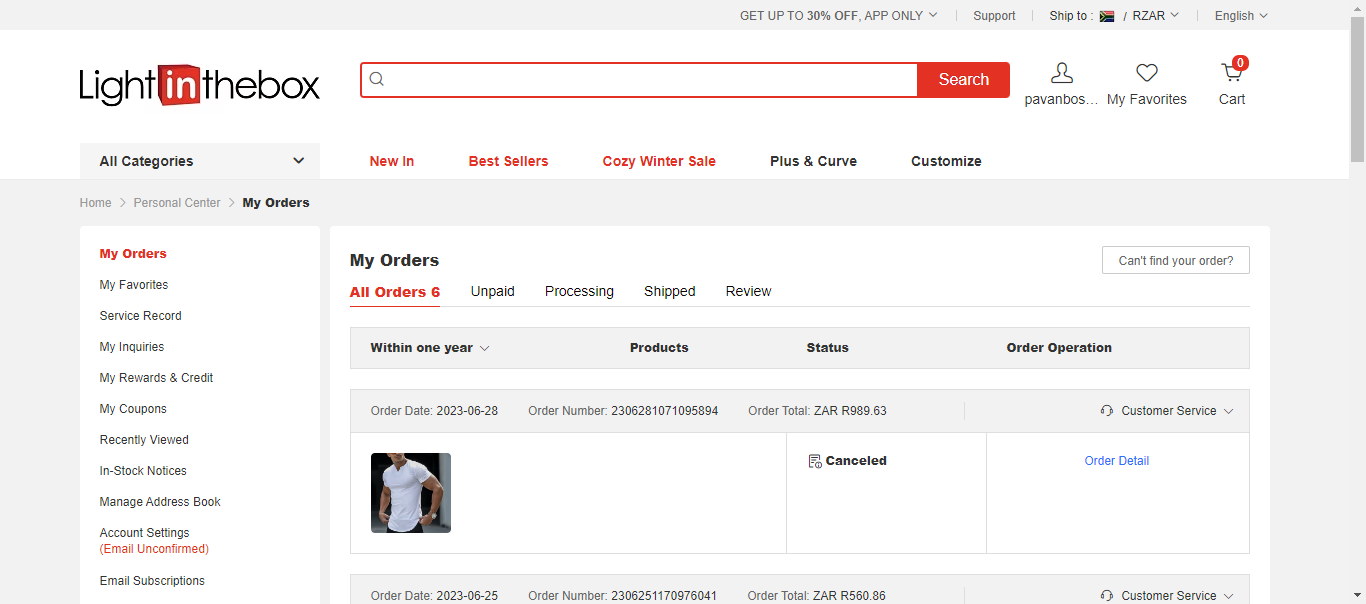 GET UP TO 30% OFF, APP ONLY Support Ship to : / RZAR English
Lightinthebox
Search
0
pavanbos... My Favorites Cart
All Categories New In Best Sellers Cozy Winter Sale Plus & Curve Customize
Home Personal Center My Orders
My Orders
My Favorites
Service Record
My Inquiries
My Rewards & Credit
My Coupons
Recently Viewed
In-Stock Notices
Manage Address Book
Account Settings
(Email Unconfirmed)
Email Subscriptions
My Orders
Can't find your order?
All Orders 6 Unpaid Processing Shipped Review
Within one year Products Status Order Operation
Order Date: 2023-06-28 Order Number: 2306281071095894 Order Total: ZAR R989.63 Customer Service
Canceled Order Detail
Order Date: 2023-06-25 Order Number: 2306251170976041 Order Total: ZAR R560.86 Customer Service